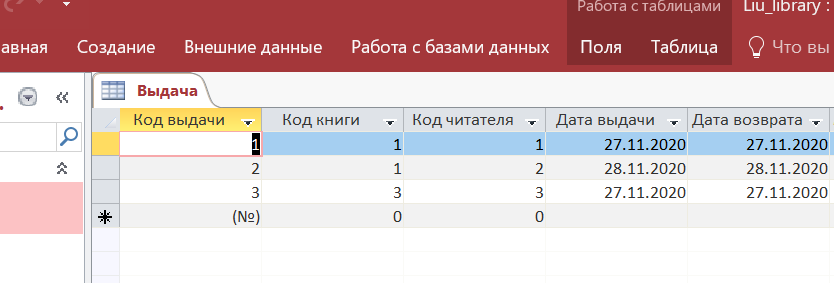 Работа с таблицами
Liu_library :
авная Создание Внешние данные Работа с базами данных Поля Таблица Что вы
Выдача
Код выдачи Код книги Код читателя Дата выдачи Дата возврата
1 1 1 27.11.2020 27.11.2020
2 1 2 28.11.2020 28.11.2020
3 3 3 27.11.2020 27.11.2020
(№) 0 0